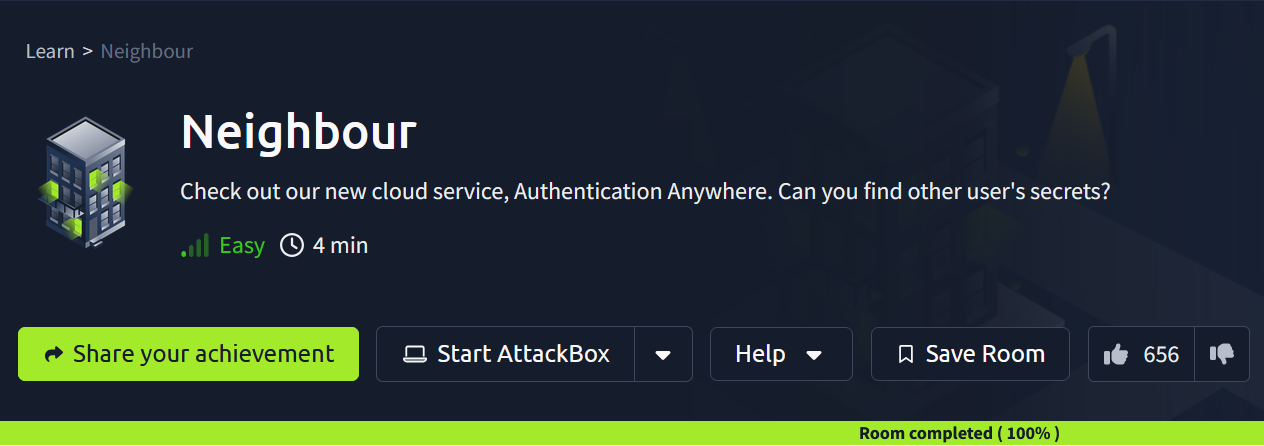 Learn > Neighbour
Neighbour
Check out our new cloud service, Authentication Anywhere. Can you find other user's secrets?
Easy 4 min
Share your achievement Start AttackBox Help Save Room 656
Room completed ( 100% )